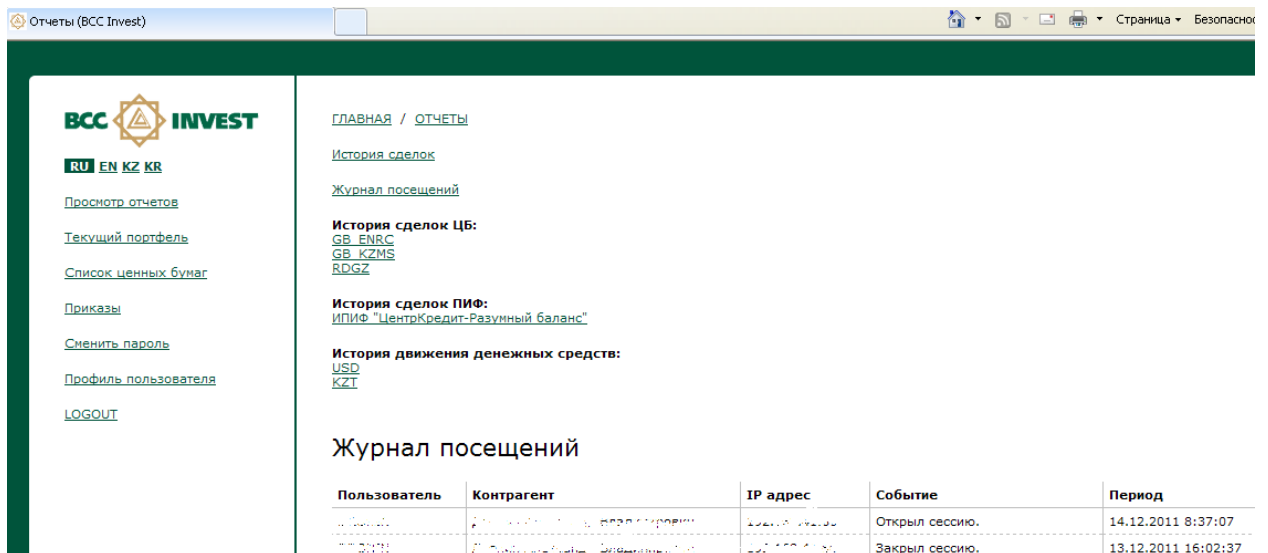 Отчеты (BCC Invest)
Страница
BCC INVEST
RU EN KZ KR
Просмотр отчетов
Текущий портфель
Список ценных бумаг
Приказы
Сменить пароль
Профиль пользователя
LOGOUT
ГЛАВНАЯ / ОТЧЕТЫ
История сделок
Журнал посещений
История сделок ЦБ:
GB_ENRC
GB_KZMS
RDGZ
История сделок ПИФ:
ИПИФ "ЦентрКредит-Разумный баланс"
История движения денежных средств:
USD
KZT
Журнал посещений
Пользователь Контрагент IP адрес Событие Период
Открыл сессию. 14.12.2011 8:37:07
Закрыл сессию. 13.12.2011 16:02:37